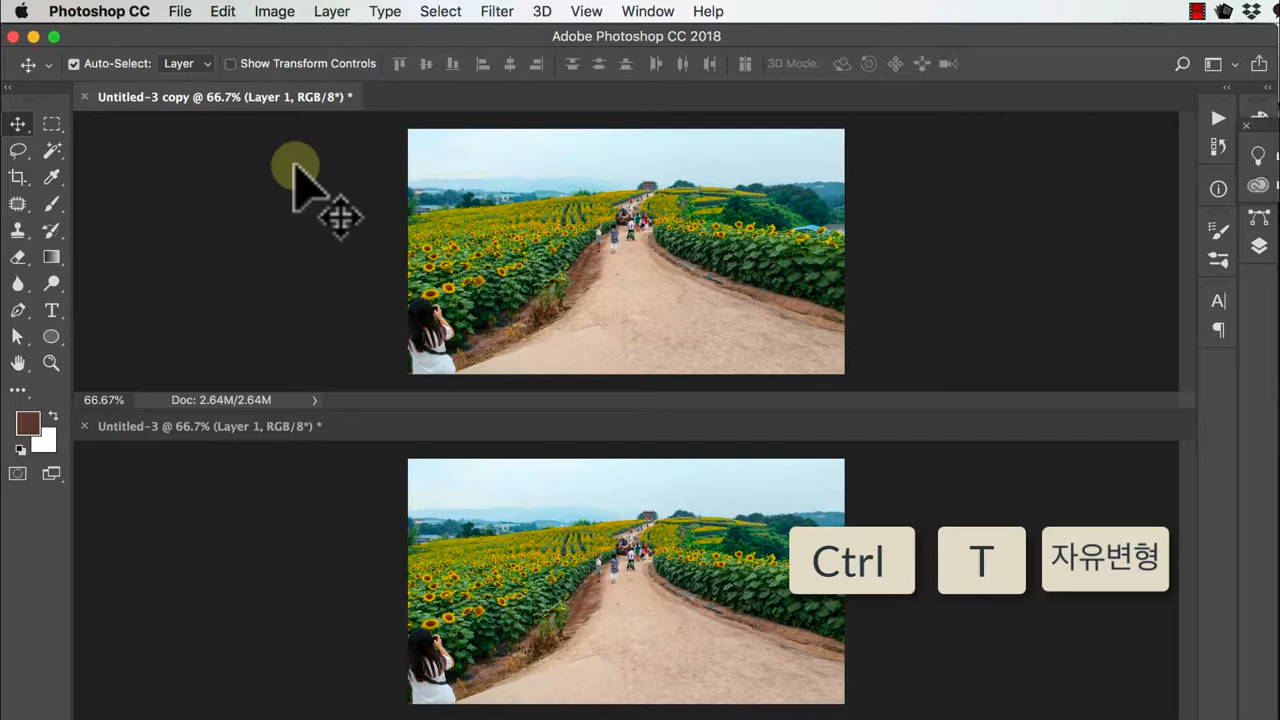 Photoshop CC File Edit Image Layer Type Select Filter 3D View Window Help
Adobe Photoshop CC 2018
Auto-Select: Layer Show Transform Controls 3D Mode:
Untitled-3 copy @ 66.7% (Layer 1, RGB/8*) *
66.67% Doc: 2.64M/2.64M
Untitled-3 @ 66.7% (Layer 1, RGB/8*) *
Ctrl T 자유변형